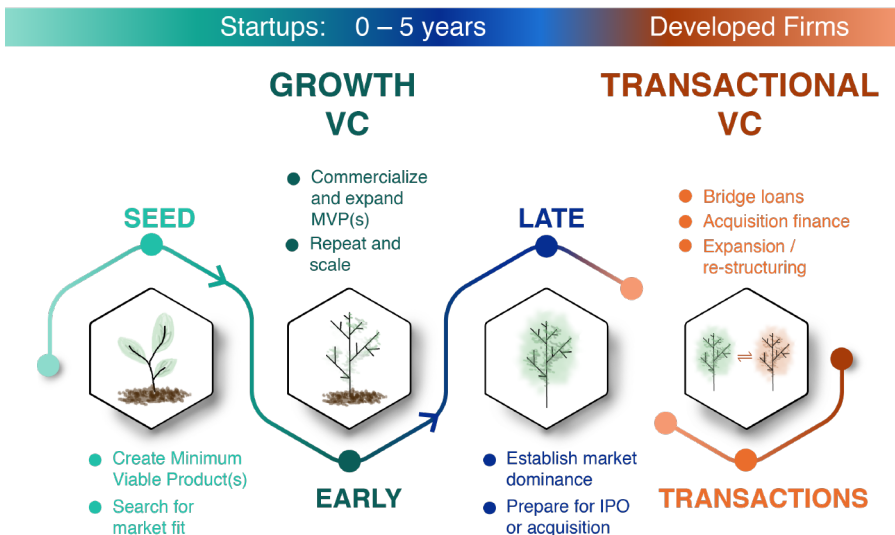 Startups: 0 – 5 years
Developed Firms
GROWTH
VC
TRANSACTIONAL
VC
SEED
Commercialize
and expand
MVP(s)
Repeat and
scale
LATE
Bridge loans
Acquisition finance
Expansion /
re-structuring
Create Minimum
Viable Product(s)
Search for
market fit
EARLY
Establish market
dominance
Prepare for IPO
or acquisition
TRANSACTIONS